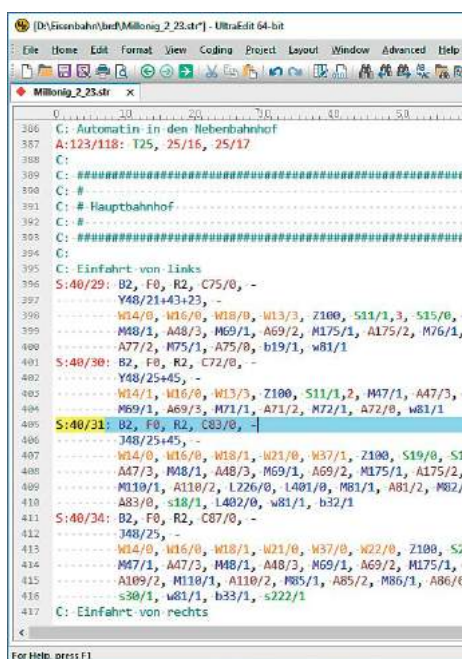 [D:\Eisenbahn\brd\Millonig_2_23.str*] - UltraEdit 64-bit
File Home Edit Format View Coding Project Layout Window Advanced Help
Millonig_2_23.str x
0 10 20 30 40 50
386 C: Automatin in den Nebenbahnhof
387 A:123/118: T25, 25/16, 25/17
388 C:
389 C: ##########################################################
390 C: #
391 C: # Hauptbahnhof
392 C: #
393 C: ##########################################################
394 C:
395 C: Einfahrt von links
396 S:40/29: B2, F0, R2, C75/0, -
397 Y48/21+43+23, -
398 W14/0, W16/0, W18/0, W13/3, Z100, S11/1,3, S15/0,
399 M48/1, A48/3, M69/1, A69/2, M175/1, A175/2, M76/1,
400 A77/2, M75/1, A75/0, b19/1, w81/1
401 S:40/30: B2, F0, R2, C72/0, -
402 Y48/25+45, -
403 W14/1, W16/0, W13/3, Z100, S11/1,2, M47/1, A47/3,
404 M69/1, A69/3, M71/1, A71/2, M72/1, A72/0, w81/1
405 S:40/31: B2, F0, R2, C83/0, -
406 J48/25+45, -
407 W14/0, W16/0, W18/1, W21/0, W37/1, Z100, S19/0,
408 A47/3, M48/1, A48/3, M69/1, A69/2, M175/1, A175/2,
409 M110/1, A110/2, L226/0, L401/0, M81/1, A81/2, M82/
410 A83/0, s18/1, L402/0, w81/1, b32/1
411 S:40/34: B2, F0, R2, C87/0, -
412 J48/25, -
413 W14/0, W16/0, W18/1, W21/0, W37/0, W22/0, Z100,
414 M47/1, A47/3, M48/1, A48/3, M69/1, A69/2, M175/1,
415 A109/2, M110/1, A110/2, M85/1, A85/2, M86/1,
416 s30/1, w81/1, b33/1, s222/1
417 C: Einfahrt von rechts
For Help, press F1